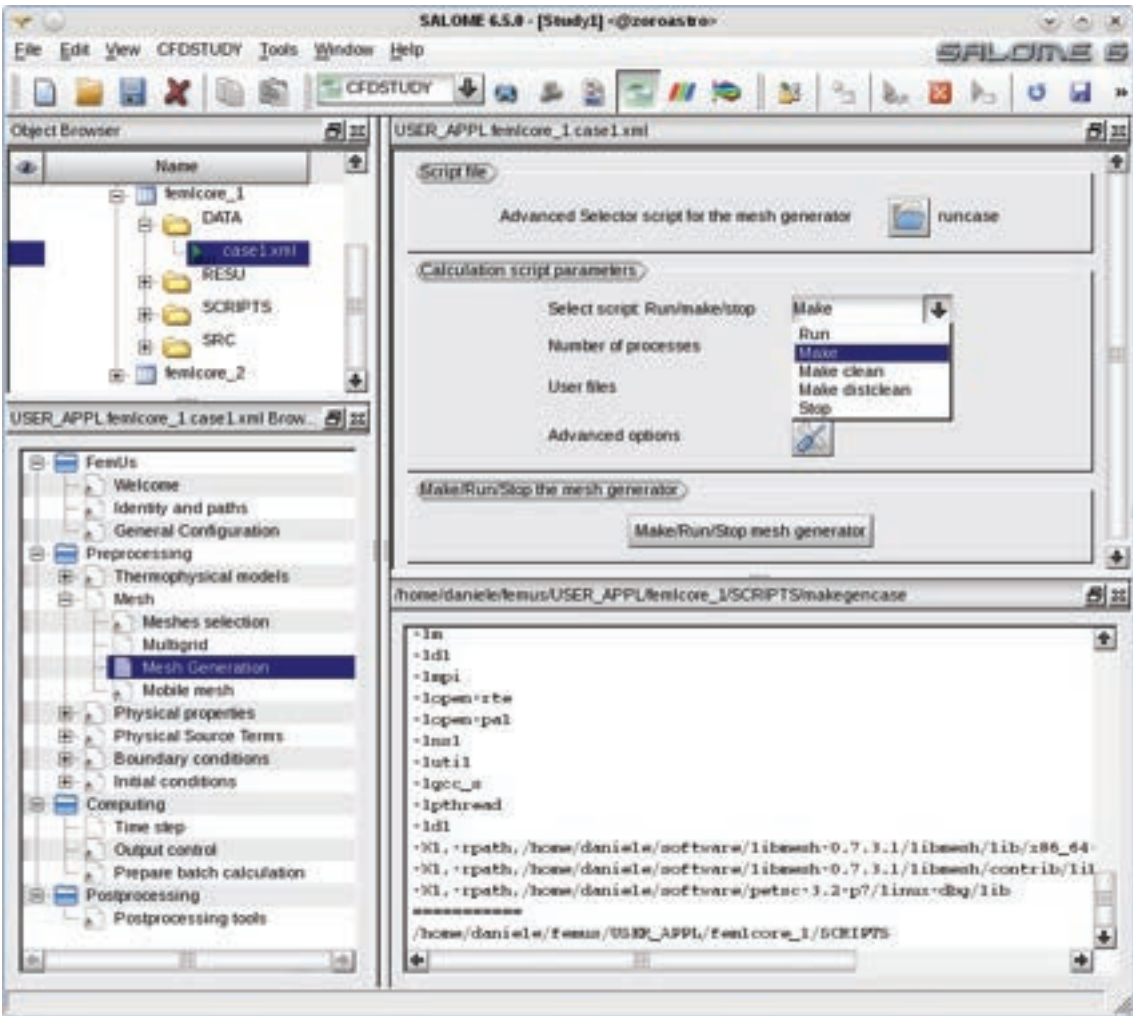 SALOME 6.5.0 - [Study1] <@zoroastro>
File Edit View CFDSTUDY Tools Window Help
SALOME 6
CFDSTUDY
Object Browser
Name
femlcore_1
DATA
case1.xml
RESU
SCRIPTS
SRC
femlcore_2
USER_APPL.femlcore_1.case1.xml Brow...
FemUs
Welcome
Identity and paths
General Configuration
Preprocessing
Thermophysical models
Mesh
Meshes selection
Multigrid
Mesh Generation
Mobile mesh
Physical properties
Physical Source Terms
Boundary conditions
Initial conditions
Computing
Time step
Output control
Prepare batch calculation
Postprocessing
Postprocessing tools
USER_APPL.femlcore_1.case1.xml
Script file
Advanced Selector script for the mesh generator runcase
Calculation script parameters
Select script: Run/make/stop Make
Run
Number of processes
Make
Make clean
User files
Make distclean
Stop
Advanced options
Make/Run/Stop the mesh generator
Make/Run/Stop mesh generator
/home/daniele/femus/USER_APPL/femlcore_1/SCRIPTS/makegencase
-lm
-ldl
-lmpi
-lopen-rte
-lopen-pal
-lnsl
-lutil
-lgcc_s
-lpthread
-ldl
-Wl,-rpath,/home/daniele/software/libmesh-0.7.3.1/libmesh/lib/x86_64-
-Wl,-rpath,/home/daniele/software/libmesh-0.7.3.1/libmesh/contrib/lib
-Wl,-rpath,/home/daniele/software/petsc-3.2-p7/linux-dbg/lib
===========
/home/daniele/femus/USER_APPL/femlcore_1/SCRIPTS